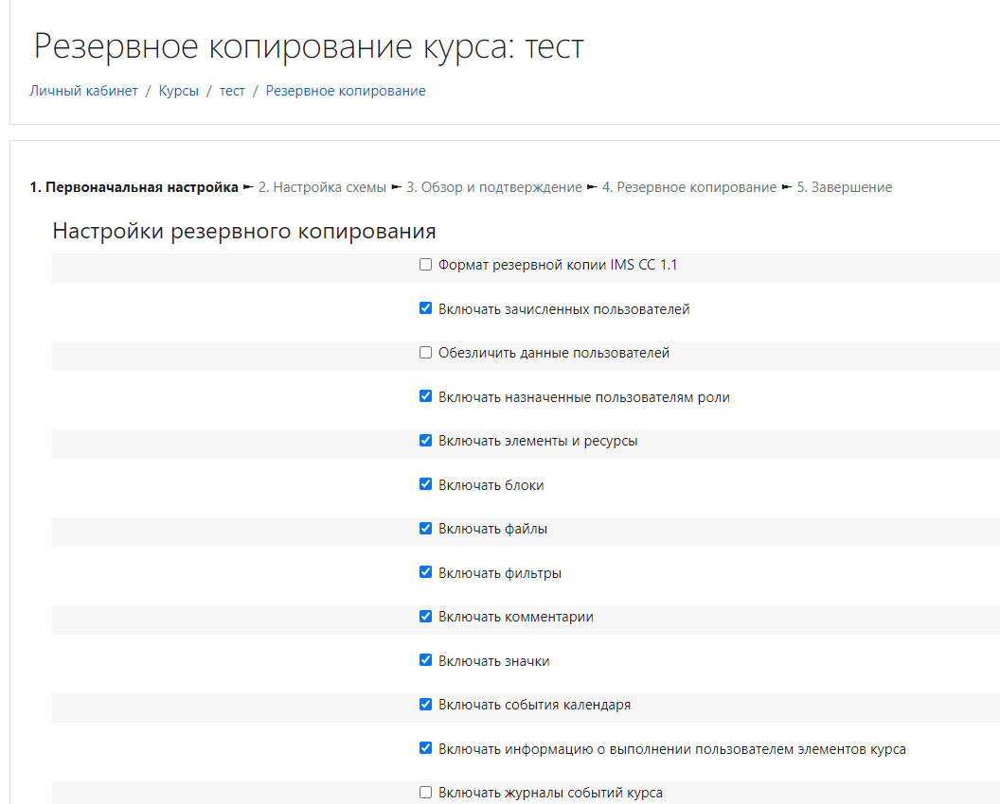 Резервное копирование курса: тест
Личный кабинет / Курсы / тест / Резервное копирование
1. Первоначальная настройка ► 2. Настройка схемы ► 3. Обзор и подтверждение ► 4. Резервное копирование ► 5. Завершение
Настройки резервного копирования
Формат резервной копии IMS CC 1.1
Включать зачисленных пользователей
Обезличить данные пользователей
Включать назначенные пользователям роли
Включать элементы и ресурсы
Включать блоки
Включать файлы
Включать фильтры
Включать комментарии
Включать значки
Включать события календаря
Включать информацию о выполнении пользователем элементов курса
Включать журналы событий курса